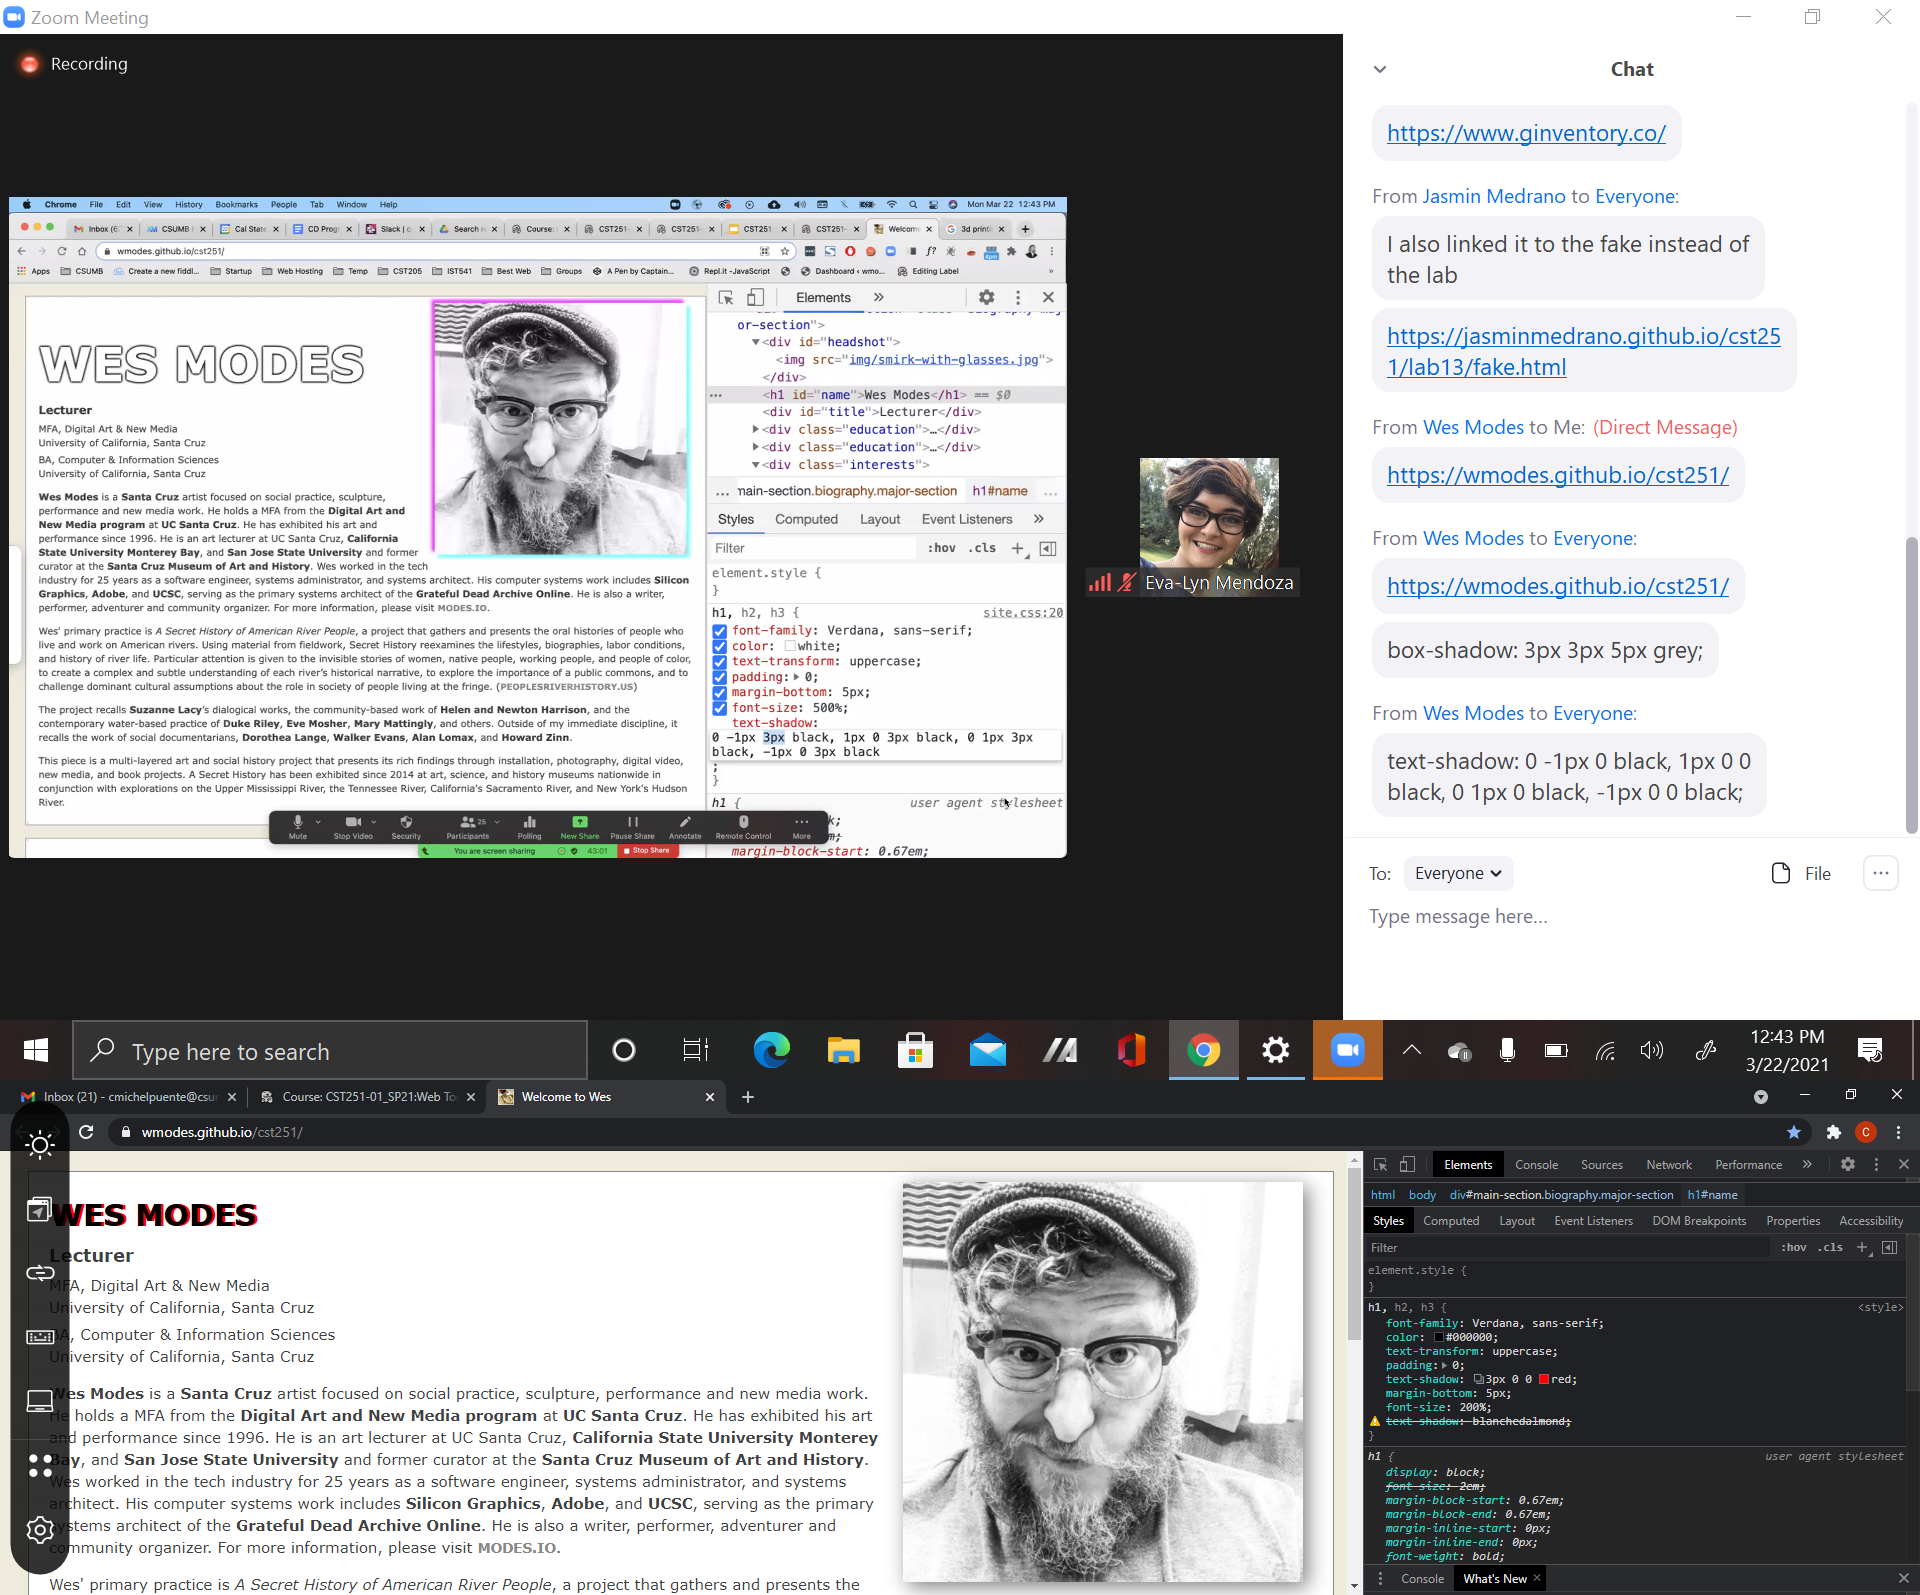 Zoom Meeting
Recording
Chrome File Edit View History Bookmarks People Tab Window Help
Mon Mar 22 12:43 PM
CSUMB
Cal State
CD Prog
Search
Course:
CST251-
CST251-
CST251
CST251-
Welcome
3d printi
wmodes.github.io/cst251/
Apps CSUMB Create a new fiddl... Startup Web Hosting Temp CST205 IST541 Best Web Groups A Pen by Captain... Repl.it -JavaScript Dashboard ‹ wmo... Editing Label
WES MODES
Lecturer
MFA, Digital Art & New Media
University of California, Santa Cruz
BA, Computer & Information Sciences
University of California, Santa Cruz
Wes Modes is a Santa Cruz artist focused on social practice, sculpture,
performance and new media work. He holds a MFA from the Digital Art and
New Media program at UC Santa Cruz. He has exhibited his art and
performance since 1996. He is an art lecturer at UC Santa Cruz, California
State University Monterey Bay, and San Jose State University and former
curator at the Santa Cruz Museum of Art and History. Wes worked in the tech
industry for 25 years as a software engineer, systems administrator, and systems architect. His computer systems work includes Silicon
Graphics, Adobe, and UCSC, serving as the primary systems architect of the Grateful Dead Archive Online. He is also a writer,
performer, adventurer and community organizer. For more information, please visit MODES.IO.
Wes' primary practice is A Secret History of American River People, a project that gathers and presents the oral histories of people who
live and work on American rivers. Using material from fieldwork, Secret History reexamines the lifestyles, biographies, labor conditions,
and history of river life. Particular attention is given to the invisible stories of women, native people, working people, and people of color,
to create a complex and subtle understanding of each river's historical narrative, to explore the importance of a public commons, and to
challenge dominant cultural assumptions about the role in society of people living at the fringe. (PEOPLESRIVERHISTORY.US)
The project recalls Suzanne Lacy's dialogical works, the community-based work of Helen and Newton Harrison, and the
contemporary water-based practice of Duke Riley, Eve Mosher, Mary Mattingly, and others. Outside of my immediate discipline, it
recalls the work of social documentarians, Dorothea Lange, Walker Evans, Alan Lomax, and Howard Zinn.
This piece is a multi-layered art and social history project that presents its rich findings through installation, photography, digital video,
new media, and book projects. A Secret History has been exhibited since 2014 at art, science, and history museums nationwide in
conjunction with explorations on the Upper Mississippi River, the Tennessee River, California's Sacramento River, and New York's Hudson
River.
Elements
or-section">
▼<div id="headshot">
<img src="img/smirk-with-glasses.jpg">
</div>
<h1 id="name">Wes Modes</h1> == $0
<div id="title">Lecturer</div>
▶<div class="education">…</div>
▶<div class="education">…</div>
▼<div class="interests">
... main-section.biography.major-section h1#name ...
Styles Computed Layout Event Listeners »
Filter :hov .cls +
element.style {
}
h1, h2, h3 { site.css:20
font-family: Verdana, sans-serif;
color: white;
text-transform: uppercase;
padding: 0;
margin-bottom: 5px;
font-size: 500%;
text-shadow:
0 -1px 3px black, 1px 0 3px black, 0 1px 3px
black, -1px 0 3px black
;
}
h1 { user agent stylesheet
margin-block-start: 0.67em;
Mute Stop Video Security Participants 25 Polling New Share Pause Share Annotate Remote Control More
You are screen sharing 43:01 Stop Share
Eva-Lyn Mendoza
Chat
https://www.ginventory.co/
From Jasmin Medrano to Everyone:
I also linked it to the fake instead of
the lab
https://jasminmedrano.github.io/cst25
1/lab13/fake.html
From Wes Modes to Me: (Direct Message)
https://wmodes.github.io/cst251/
From Wes Modes to Everyone:
https://wmodes.github.io/cst251/
box-shadow: 3px 3px 5px grey;
From Wes Modes to Everyone:
text-shadow: 0 -1px 0 black, 1px 0 0
black, 0 1px 0 black, -1px 0 0 black;
To: Everyone File ...
Type message here...
Type here to search
12:43 PM
3/22/2021
Inbox (21) - cmichelpuente@csu
Course: CST251-01_SP21:Web To
Welcome to Wes
wmodes.github.io/cst251/
WES MODES
Lecturer
MFA, Digital Art & New Media
University of California, Santa Cruz
BA, Computer & Information Sciences
University of California, Santa Cruz
Wes Modes is a Santa Cruz artist focused on social practice, sculpture, performance and new media work.
He holds a MFA from the Digital Art and New Media program at UC Santa Cruz. He has exhibited his art
and performance since 1996. He is an art lecturer at UC Santa Cruz, California State University Monterey
Bay, and San Jose State University and former curator at the Santa Cruz Museum of Art and History.
Wes worked in the tech industry for 25 years as a software engineer, systems administrator, and systems
architect. His computer systems work includes Silicon Graphics, Adobe, and UCSC, serving as the primary
systems architect of the Grateful Dead Archive Online. He is also a writer, performer, adventurer and
community organizer. For more information, please visit MODES.IO.
Wes' primary practice is A Secret History of American River People, a project that gathers and presents the
Elements Console Sources Network Performance »
html body div#main-section.biography.major-section h1#name
Styles Computed Layout Event Listeners DOM Breakpoints Properties Accessibility
Filter :hov .cls +
element.style {
}
h1, h2, h3 { <style>
font-family: Verdana, sans-serif;
color: #000000;
text-transform: uppercase;
padding: 0;
text-shadow: 3px 0 0 red;
margin-bottom: 5px;
font-size: 200%;
text-shadow: blanchedalmond;
}
h1 { user agent stylesheet
display: block;
font-size: 2em;
margin-block-start: 0.67em;
margin-block-end: 0.67em;
margin-inline-start: 0px;
margin-inline-end: 0px;
font-weight: bold;
Console What's New